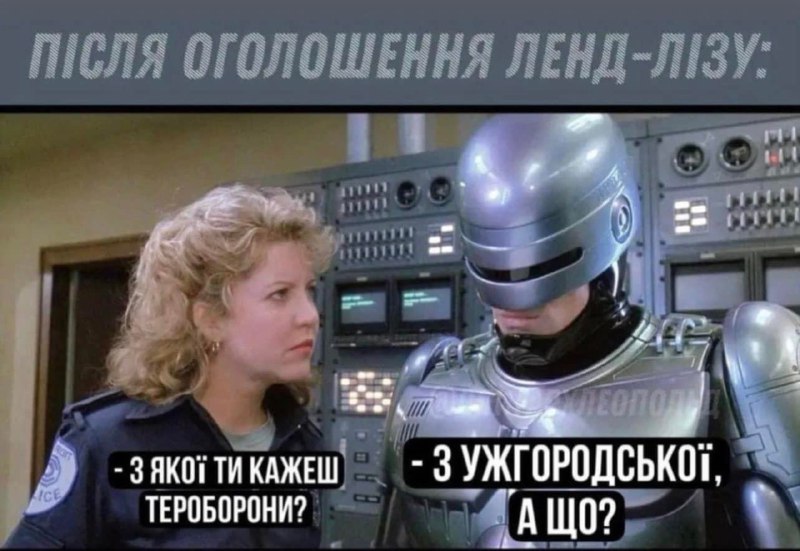 ПІСЛЯ ОГОЛОШЕННЯ ЛЕНД-ЛІЗУ:
- З ЯКОЇ ТИ КАЖЕШ
ТЕРОБОРОНИ?
- З УЖГОРОДСЬКОЇ,
А ЩО?